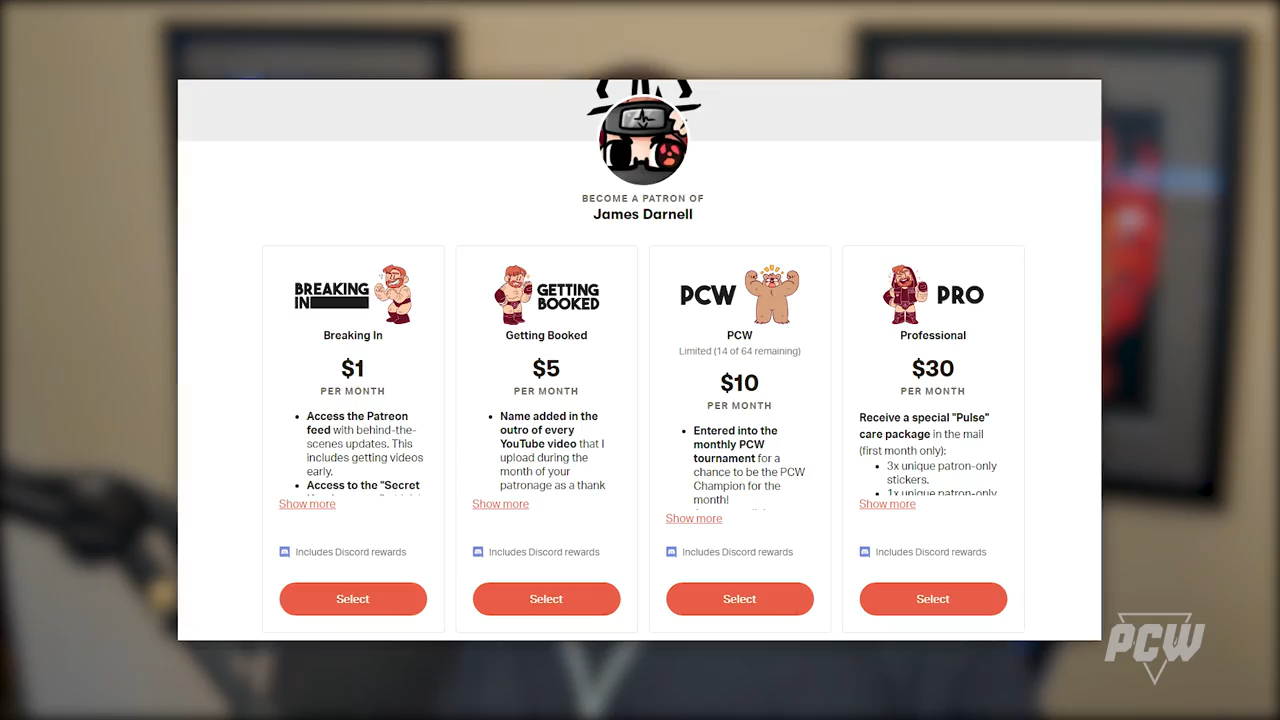 BECOME A PATRON OF
James Darnell
BREAKING
IN
Breaking In
$1
PER MONTH
• Access the Patreon
feed with behind-the-
scenes updates. This
includes getting videos
early.
• Access to the "Secret
Show more
Includes Discord rewards
Select
GETTING
BOOKED
Getting Booked
$5
PER MONTH
• Name added in the
outro of every
YouTube video that I
upload during the
month of your
patronage as a thank
Show more
Includes Discord rewards
Select
PCW
PCW
Limited (14 of 64 remaining)
$10
PER MONTH
• Entered into the
monthly PCW
tournament for a
chance to be the PCW
Champion for the
month!
Show more
Includes Discord rewards
Select
PRO
Professional
$30
PER MONTH
Receive a special "Pulse"
care package in the mail
(first month only):
• 3x unique patron-only
stickers.
• 1x unique patron-only
Show more
Includes Discord rewards
Select
PCW